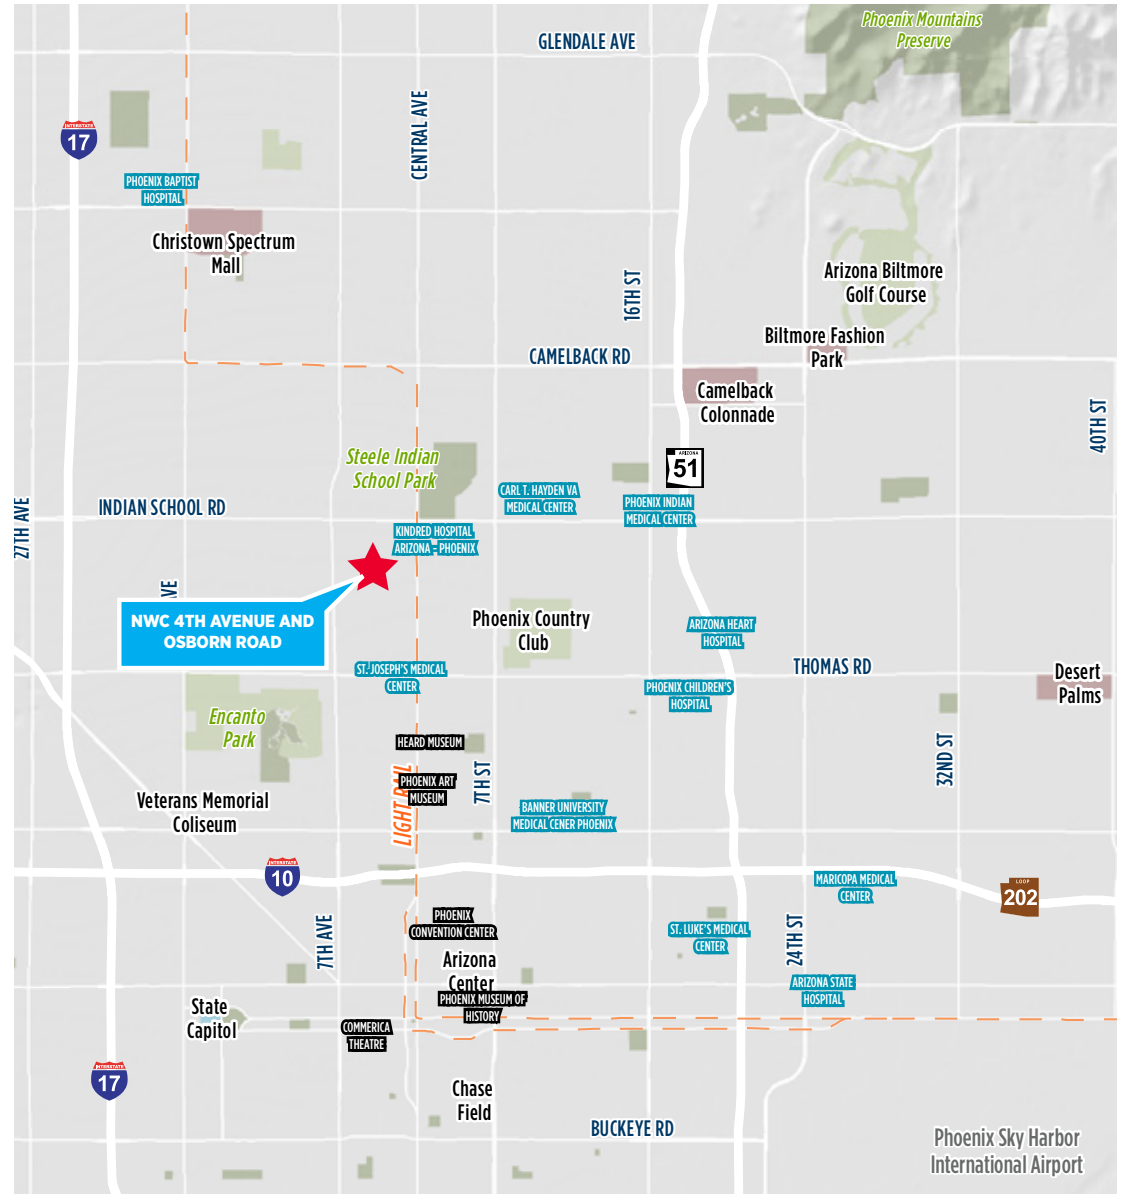 Phoenix Mountains
Preserve
GLENDALE AVE
CENTRAL AVE
INTERSTATE
17
PHOENIX BAPTIST
HOSPITAL
Christown Spectrum
Mall
16TH ST
Arizona Biltmore
Golf Course
Biltmore Fashion
Park
CAMELBACK RD
Camelback
Colonnade
40TH ST
Steele Indian
School Park
ARIZONA
51
CARL T. HAYDEN VA
MEDICAL CENTER
PHOENIX INDIAN
MEDICAL CENTER
INDIAN SCHOOL RD
27TH AVE
KINDRED HOSPITAL
ARIZONA - PHOENIX
AVE
NWC 4TH AVENUE AND
OSBORN ROAD
Phoenix Country
Club
ARIZONA HEART
HOSPITAL
ST. JOSEPH'S MEDICAL
CENTER
THOMAS RD
PHOENIX CHILDREN'S
HOSPITAL
Desert
Palms
Encanto
Park
HEARD MUSEUM
PHOENIX ART
MUSEUM
LIGHT RAIL
7TH ST
32ND ST
Veterans Memorial
Coliseum
BANNER UNIVERSITY
MEDICAL CENER PHOENIX
INTERSTATE
10
MARICOPA MEDICAL
CENTER
LOOP
202
7TH AVE
PHOENIX
CONVENTION CENTER
ST. LUKE'S MEDICAL
CENTER
24TH ST
Arizona
Center
PHOENIX MUSEUM OF
HISTORY
ARIZONA STATE
HOSPITAL
State
Capitol
COMMERICA
THEATRE
INTERSTATE
17
Chase
Field
BUCKEYE RD
Phoenix Sky Harbor
International Airport